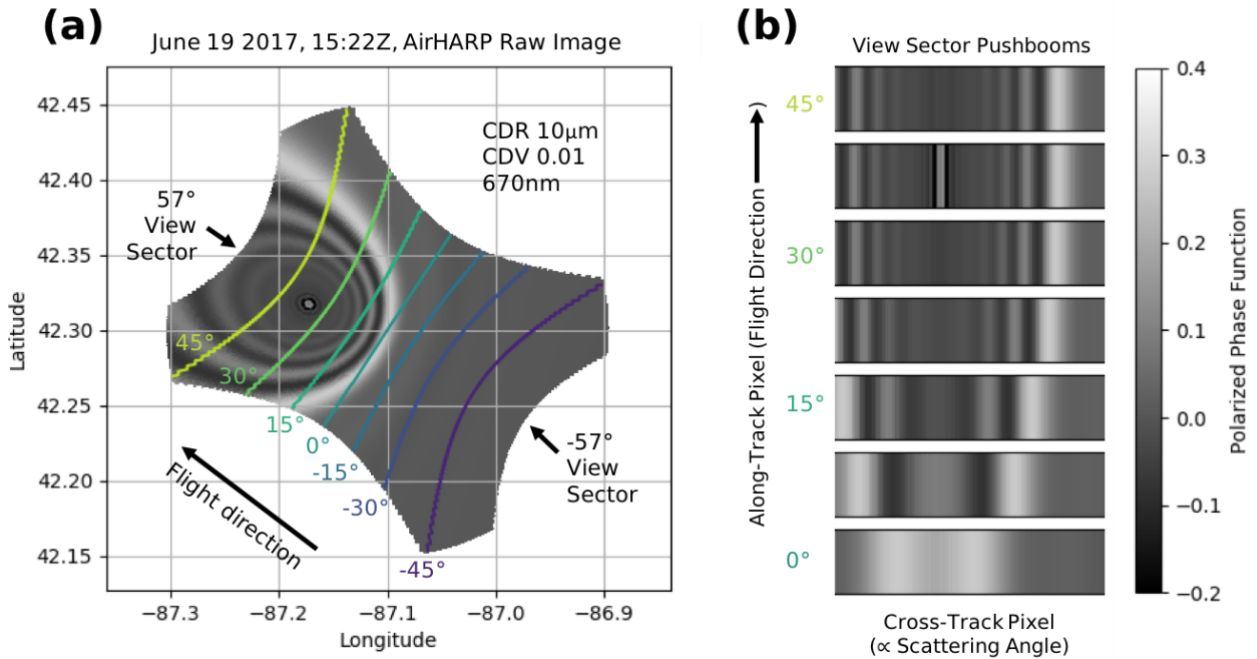 (a)
June 19 2017, 15:22Z, AirHARP Raw Image
42.45
42.40
42.35
42.30
42.25
42.20
42.15
Latitude
−87.3
−87.2
−87.1
−87.0
−86.9
Longitude
CDR 10μm
CDV 0.01
670nm
57°
View
Sector
45°
30°
15°
0°
-15°
-30°
-45°
-57°
View
Sector
Flight direction
(b)
View Sector Pushbooms
45°
30°
15°
0°
Along-Track Pixel (Flight Direction)
Cross-Track Pixel
(∝ Scattering Angle)
0.4
0.3
0.2
0.1
0.0
−0.1
−0.2
Polarized Phase Function